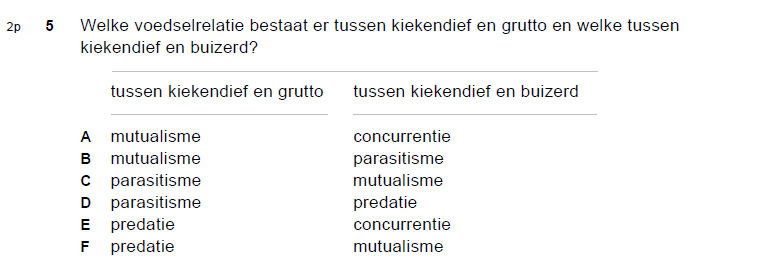 2p 5 Welke voedselrelatie bestaat er tussen kiekendief en grutto en welke tussen
kiekendief en buizerd?
tussen kiekendief en grutto tussen kiekendief en buizerd
A mutualisme concurrentie
B mutualisme parasitisme
C parasitisme mutualisme
D parasitisme predatie
E predatie concurrentie
F predatie mutualisme